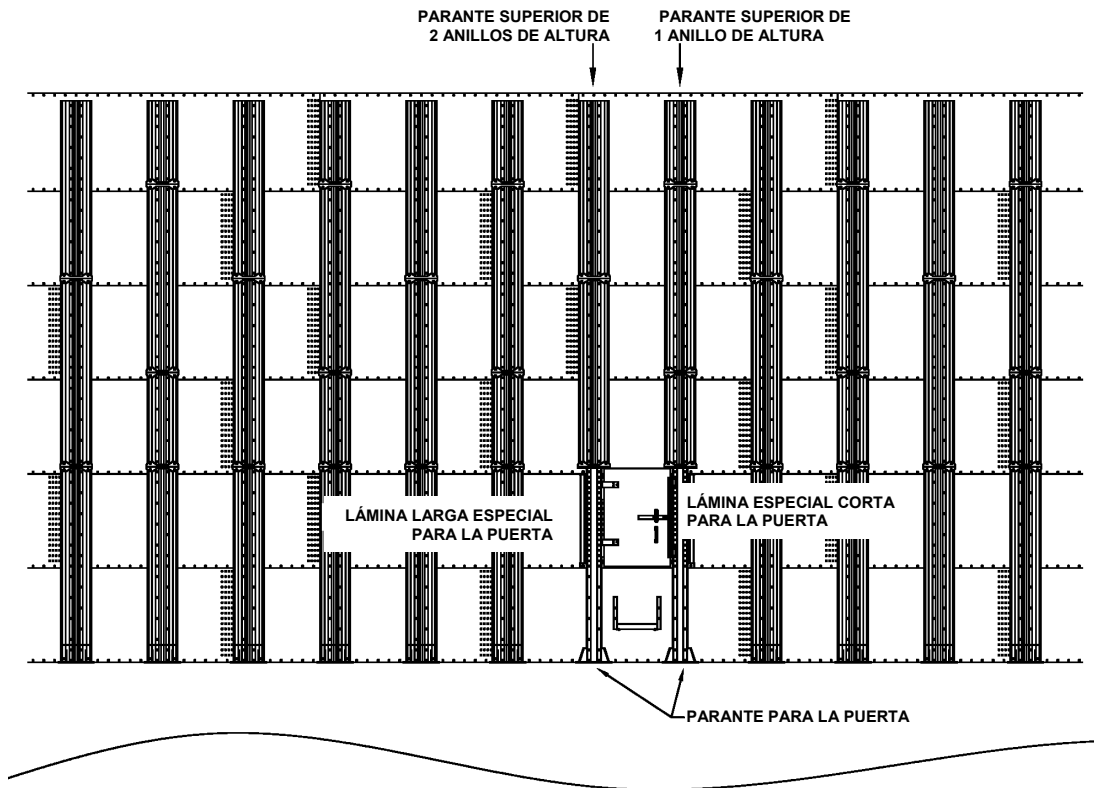 PARANTE SUPERIOR DE
2 ANILLOS DE ALTURA
PARANTE SUPERIOR DE
1 ANILLO DE ALTURA
LÁMINA LARGA ESPECIAL
PARA LA PUERTA
LÁMINA ESPECIAL CORTA
PARA LA PUERTA
PARANTE PARA LA PUERTA